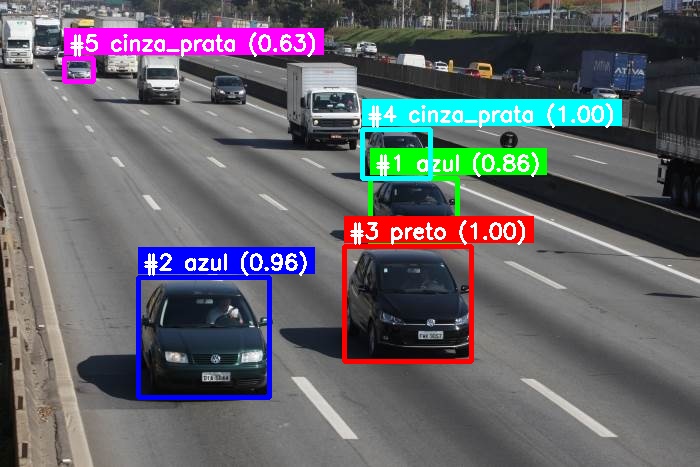 #5 cinza_prata (0.63)
ATIVA
#4 cinza_prata (1.00)
#1 azul (0.86)
#3 preto (1.00)
#2 azul (0.96)